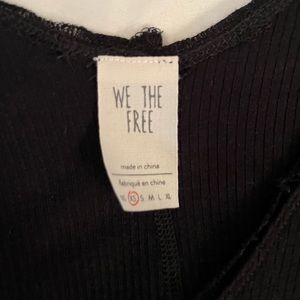 WE THE
FREE
made in china
fabriqué en chine
XS S M L XL